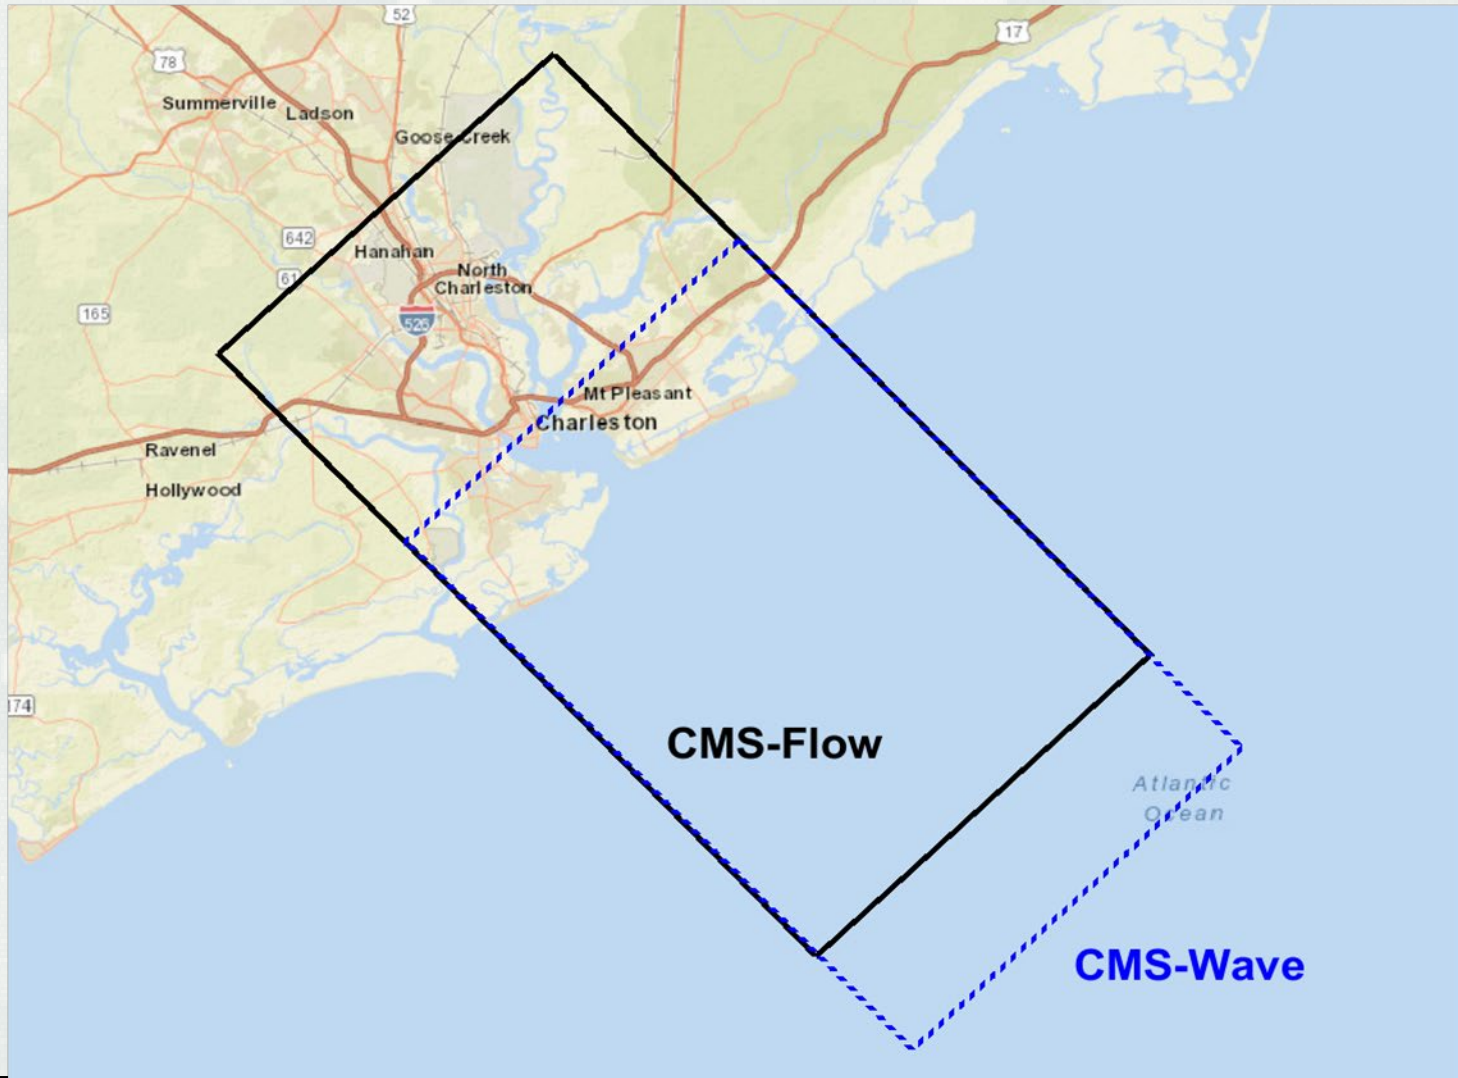 52
17
78
Summerville
Ladson
Goose Creek
642
Hanahan
61
North
Charleston
165
526
Mt Pleasant
Charleston
Ravenel
Hollywood
174
CMS-Flow
Atlantic
Ocean
CMS-Wave